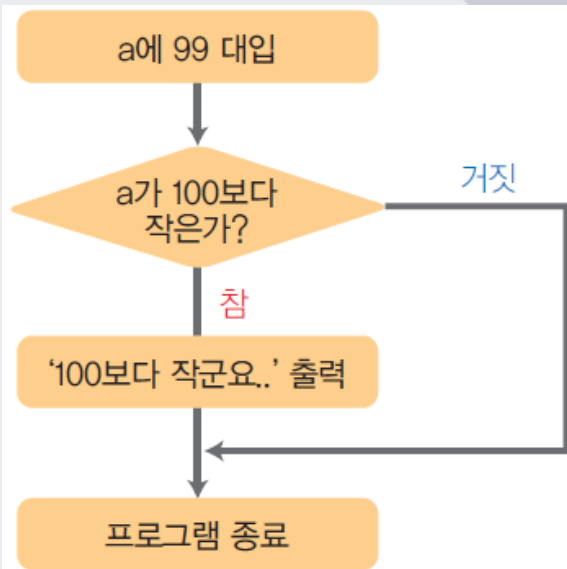 a에 99 대입
a가 100보다
작은가?
거짓
참
‘100보다 작군요..’ 출력
프로그램 종료